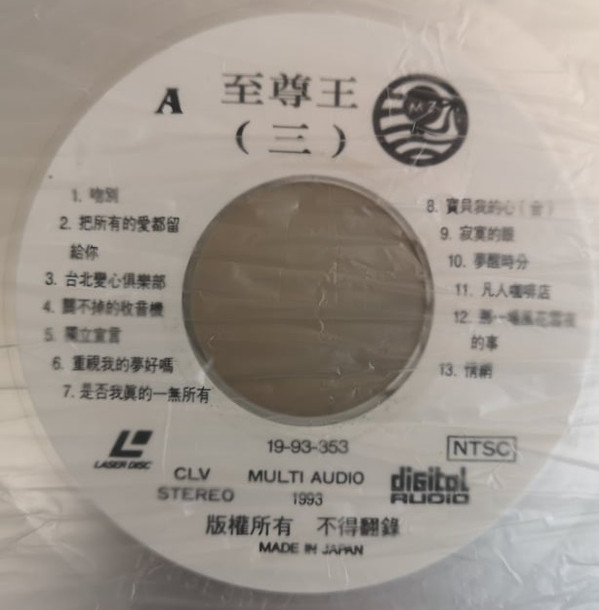 A
至尊王
（三）
1. 吻別
2. 把所有的愛都留
給你
3. 台北變心俱樂部
4. 關不掉的收音機
5. 獨立宣言
6. 重視我的夢好嗎
7. 是否我真的一無所有
8. 寶貝我的心（音）
9. 寂寞的眼
10. 夢醒時分
11. 凡人咖啡店
12. 場風花雪夜
的事
13. 情網
LASER DISC
19-93-353
NTSC
CLV MULTI AUDIO
STEREO 1993
digital
AUDIO
版權所有 不得翻錄
MADE IN JAPAN